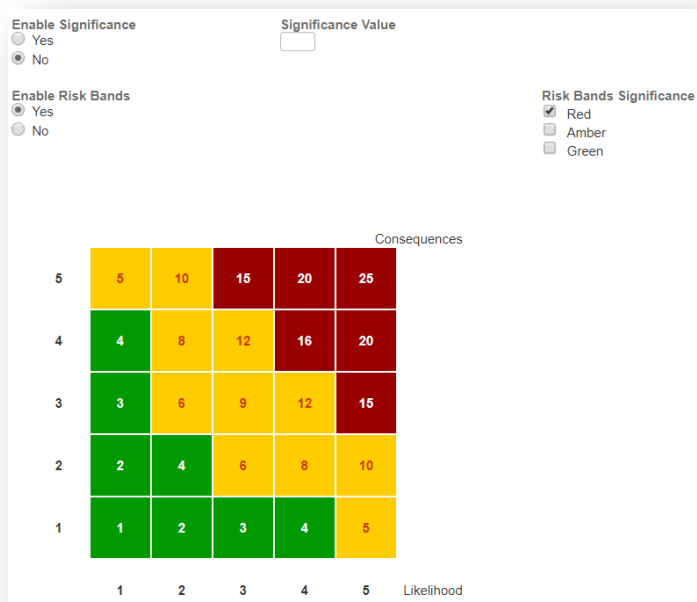 Enable Significance Significance Value
Yes
No
Enable Risk Bands Risk Bands Significance
Yes Red
No Amber
Green
Consequences
5 5 10 15 20 25
4 4 8 12 16 20
3 3 6 9 12 15
2 2 4 6 8 10
1 1 2 3 4 5
1 2 3 4 5 Likelihood